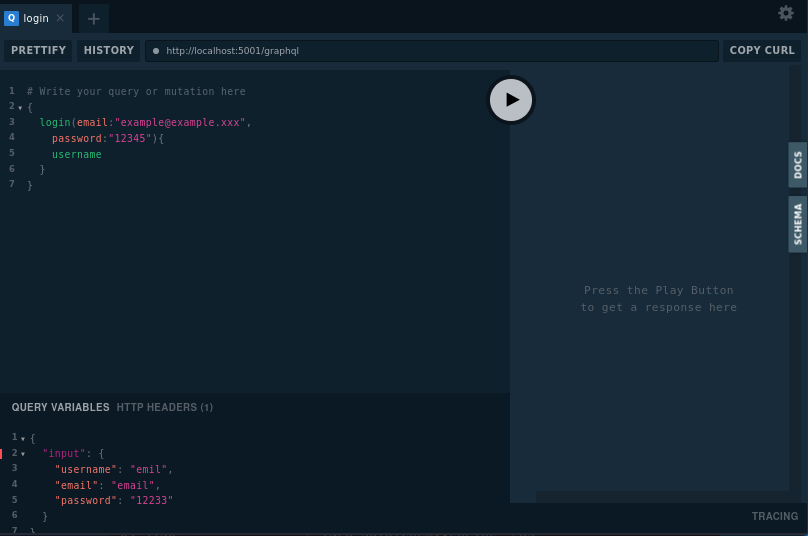 Q login ✕ +
PRETTIFY HISTORY http://localhost:5001/graphql COPY CURL
1 # Write your query or mutation here
2 {
3 login(email:"example@example.xxx",
4 password:"12345"){
5 username
6 }
7 }
DOCS
SCHEMA
Press the Play Button
to get a response here
QUERY VARIABLES HTTP HEADERS (1)
1 {
2 "input": {
3 "username": "emil",
4 "email": "email",
5 "password": "12233"
6 }
7 }
TRACING